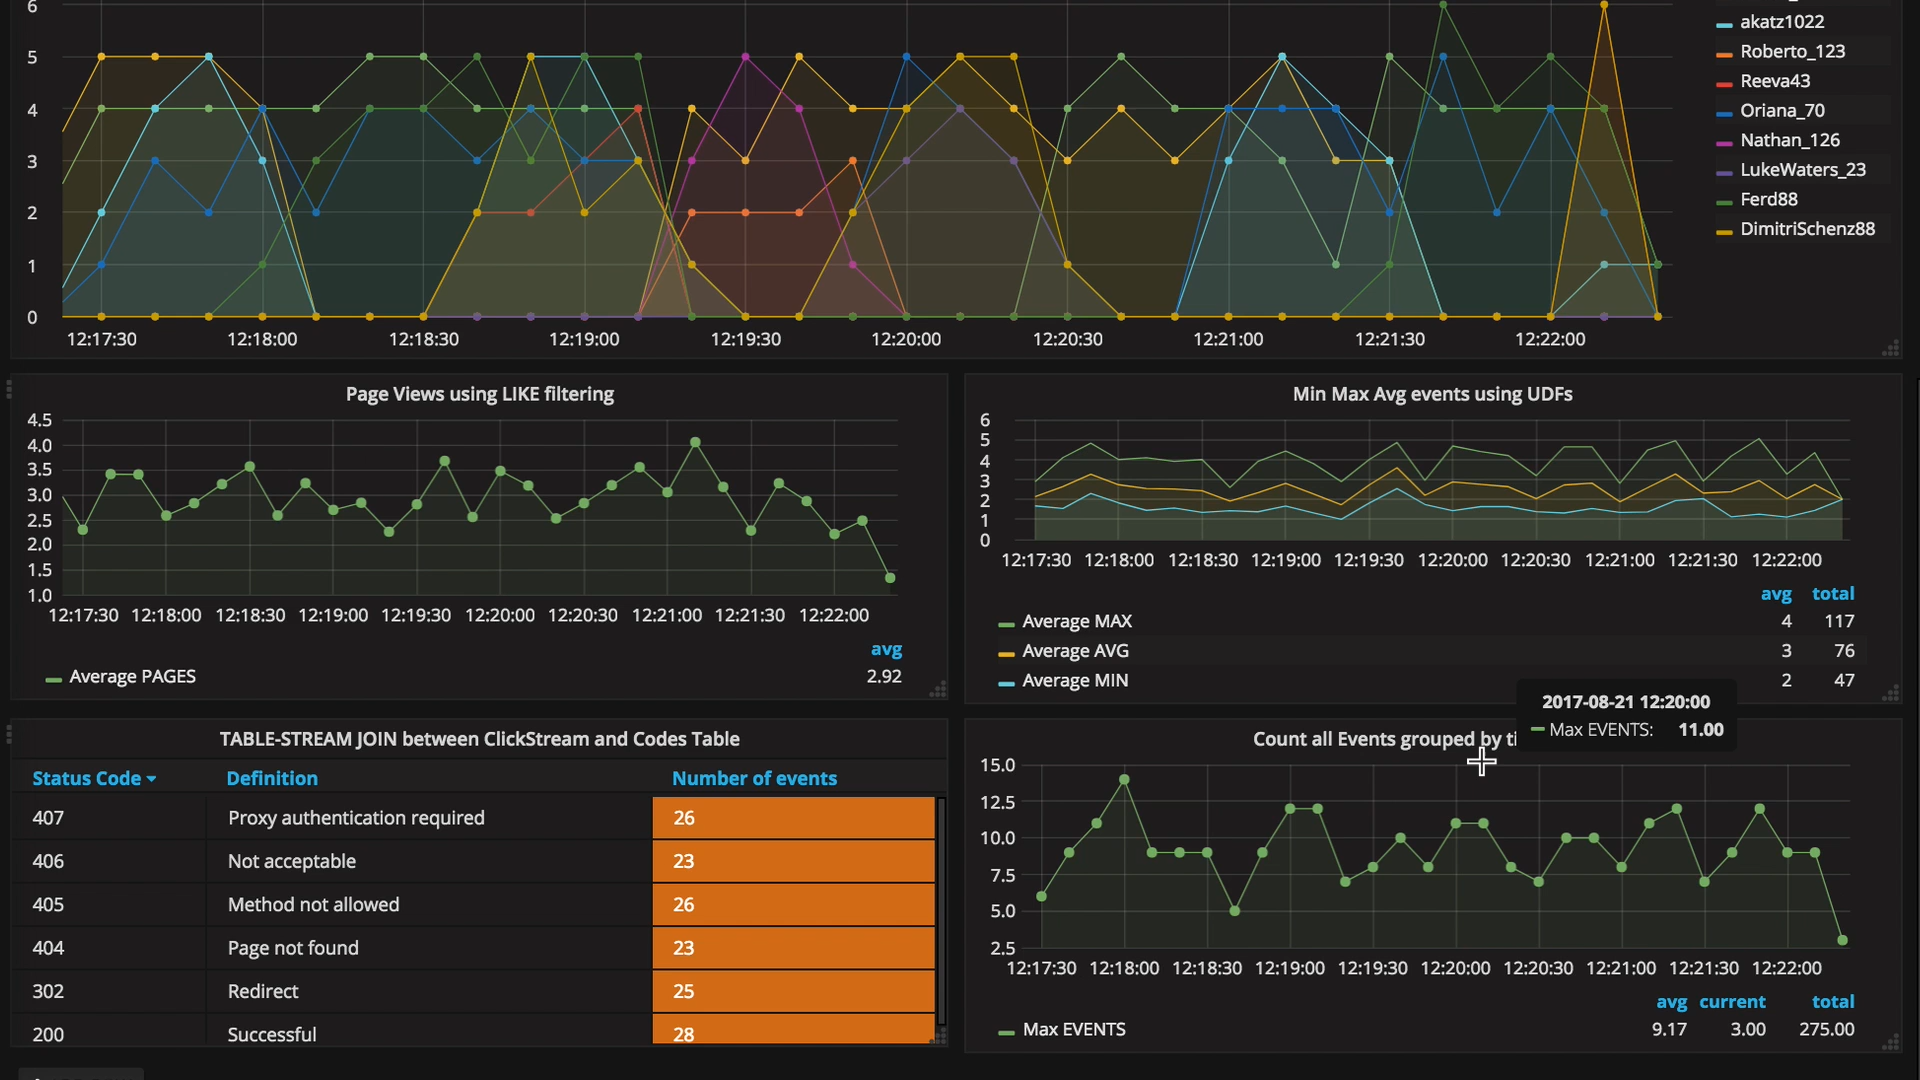 6
5
4
3
2
1
0
12:17:30 12:18:00 12:18:30 12:19:00 12:19:30 12:20:00 12:20:30 12:21:00 12:21:30 12:22:00
akatz1022
Roberto_123
Reeva43
Oriana_70
Nathan_126
LukeWaters_23
Ferd88
DimitriSchenz88
Page Views using LIKE filtering
4.5
4.0
3.5
3.0
2.5
2.0
1.5
1.0
12:17:30 12:18:00 12:18:30 12:19:00 12:19:30 12:20:00 12:20:30 12:21:00 12:21:30 12:22:00
avg
Average PAGES 2.92
Min Max Avg events using UDFs
6
5
4
3
2
1
0
12:17:30 12:18:00 12:18:30 12:19:00 12:19:30 12:20:00 12:20:30 12:21:00 12:21:30 12:22:00
avg total
Average MAX 4 117
Average AVG 3 76
Average MIN 2 47
TABLE-STREAM JOIN between ClickStream and Codes Table
Status Code Definition Number of events
407 Proxy authentication required 26
406 Not acceptable 23
405 Method not allowed 26
404 Page not found 23
302 Redirect 25
200 Successful 28
2017-08-21 12:20:00
Max EVENTS: 11.00
Count all Events grouped by
15.0
12.5
10.0
7.5
5.0
2.5
12:17:30 12:18:00 12:18:30 12:19:00 12:19:30 12:20:00 12:20:30 12:21:00 12:21:30 12:22:00
avg current total
Max EVENTS 9.17 3.00 275.00